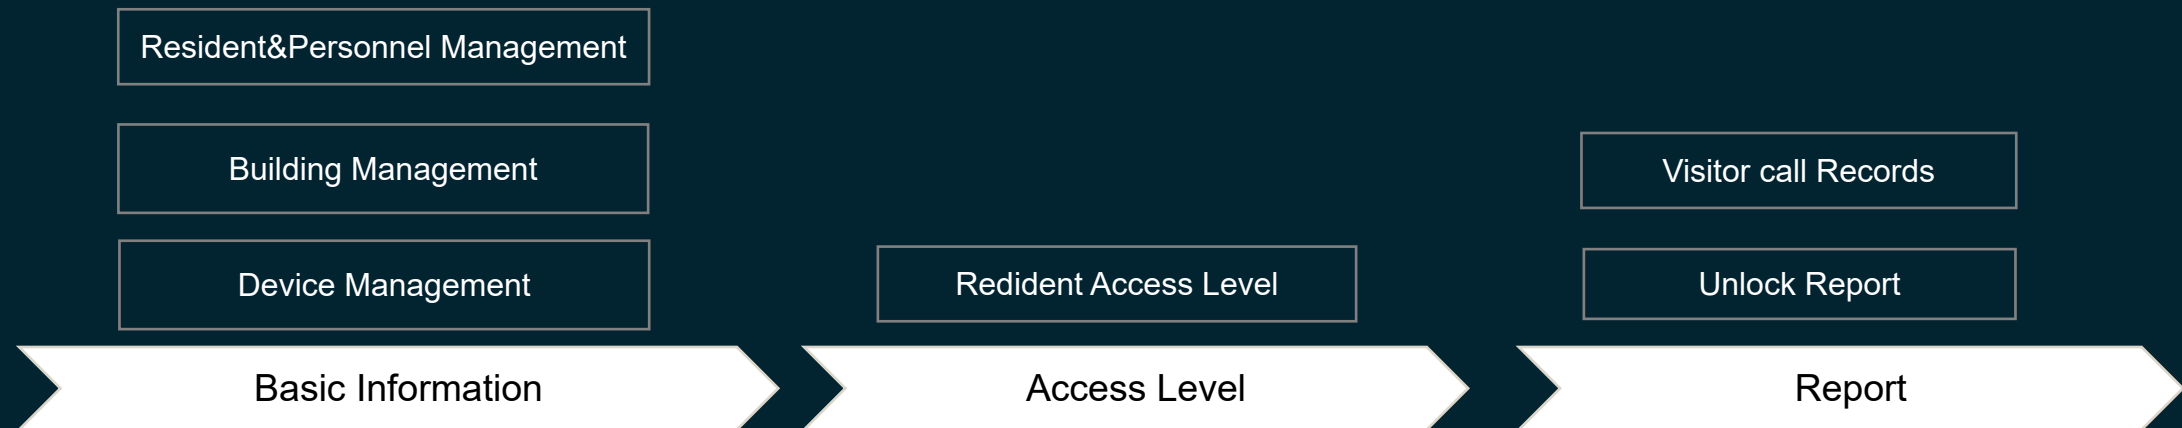 Resident&Personnel Management
Building Management
Device Management
Basic Information
Redident Access Level
Access Level
Visitor call Records
Unlock Report
Report